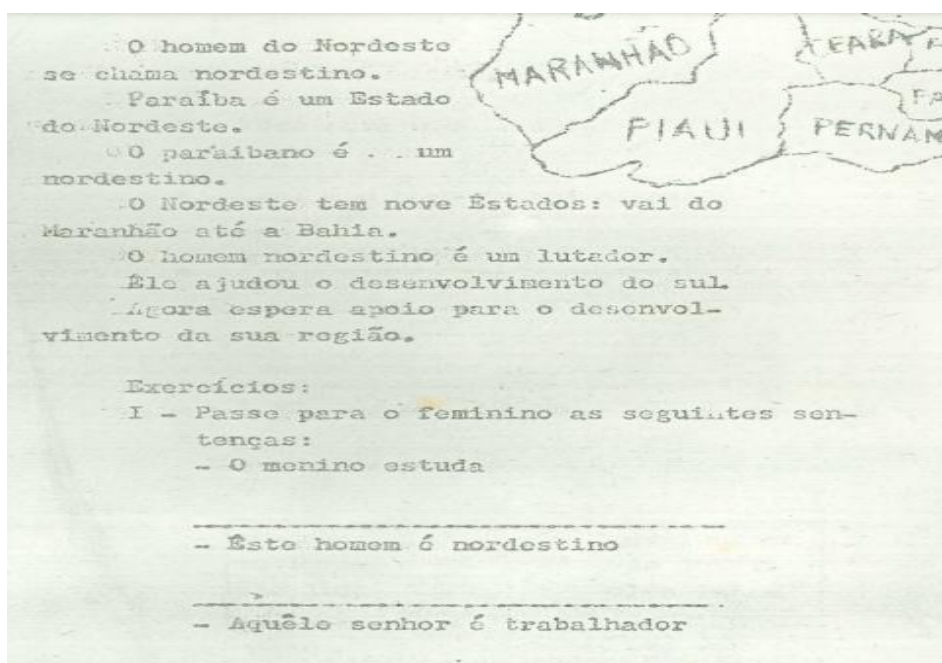 O homem do Nordeste
se chama nordestino.
Paraíba é um Estado
do Nordeste.
O paraibano é . . um
nordestino.
O Nordeste tem nove Estados: vai do
Maranhão até a Bahia.
O homem nordestino é um lutador.
Êle ajudou o desenvolvimento do sul.
Agora espera apoio para o desenvol-
vimento da sua região.
MARANHÃO
CEARA
PIAUI
PERNAM
Exercícios:
I - Passe para o feminino as seguintes sen-
tenças:
- O menino estuda
- Êste homem é nordestino
- Aquêle senhor é trabalhador